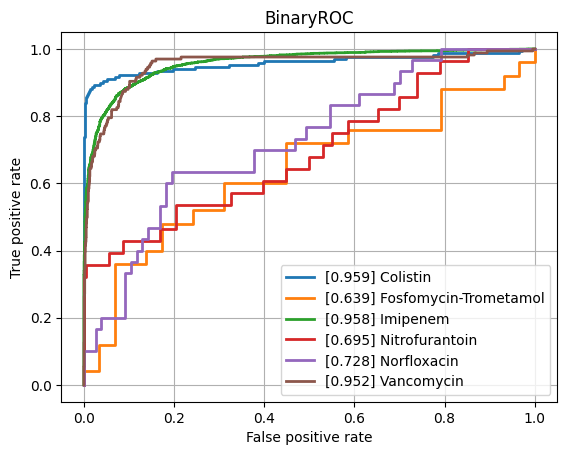 BinaryROC
1.0
0.8
0.6
0.4
0.2
0.0
True positive rate
[0.959] Colistin
[0.639] Fosfomycin-Trometamol
[0.958] Imipenem
[0.695] Nitrofurantoin
[0.728] Norfloxacin
[0.952] Vancomycin
0.0 0.2 0.4 0.6 0.8 1.0
False positive rate